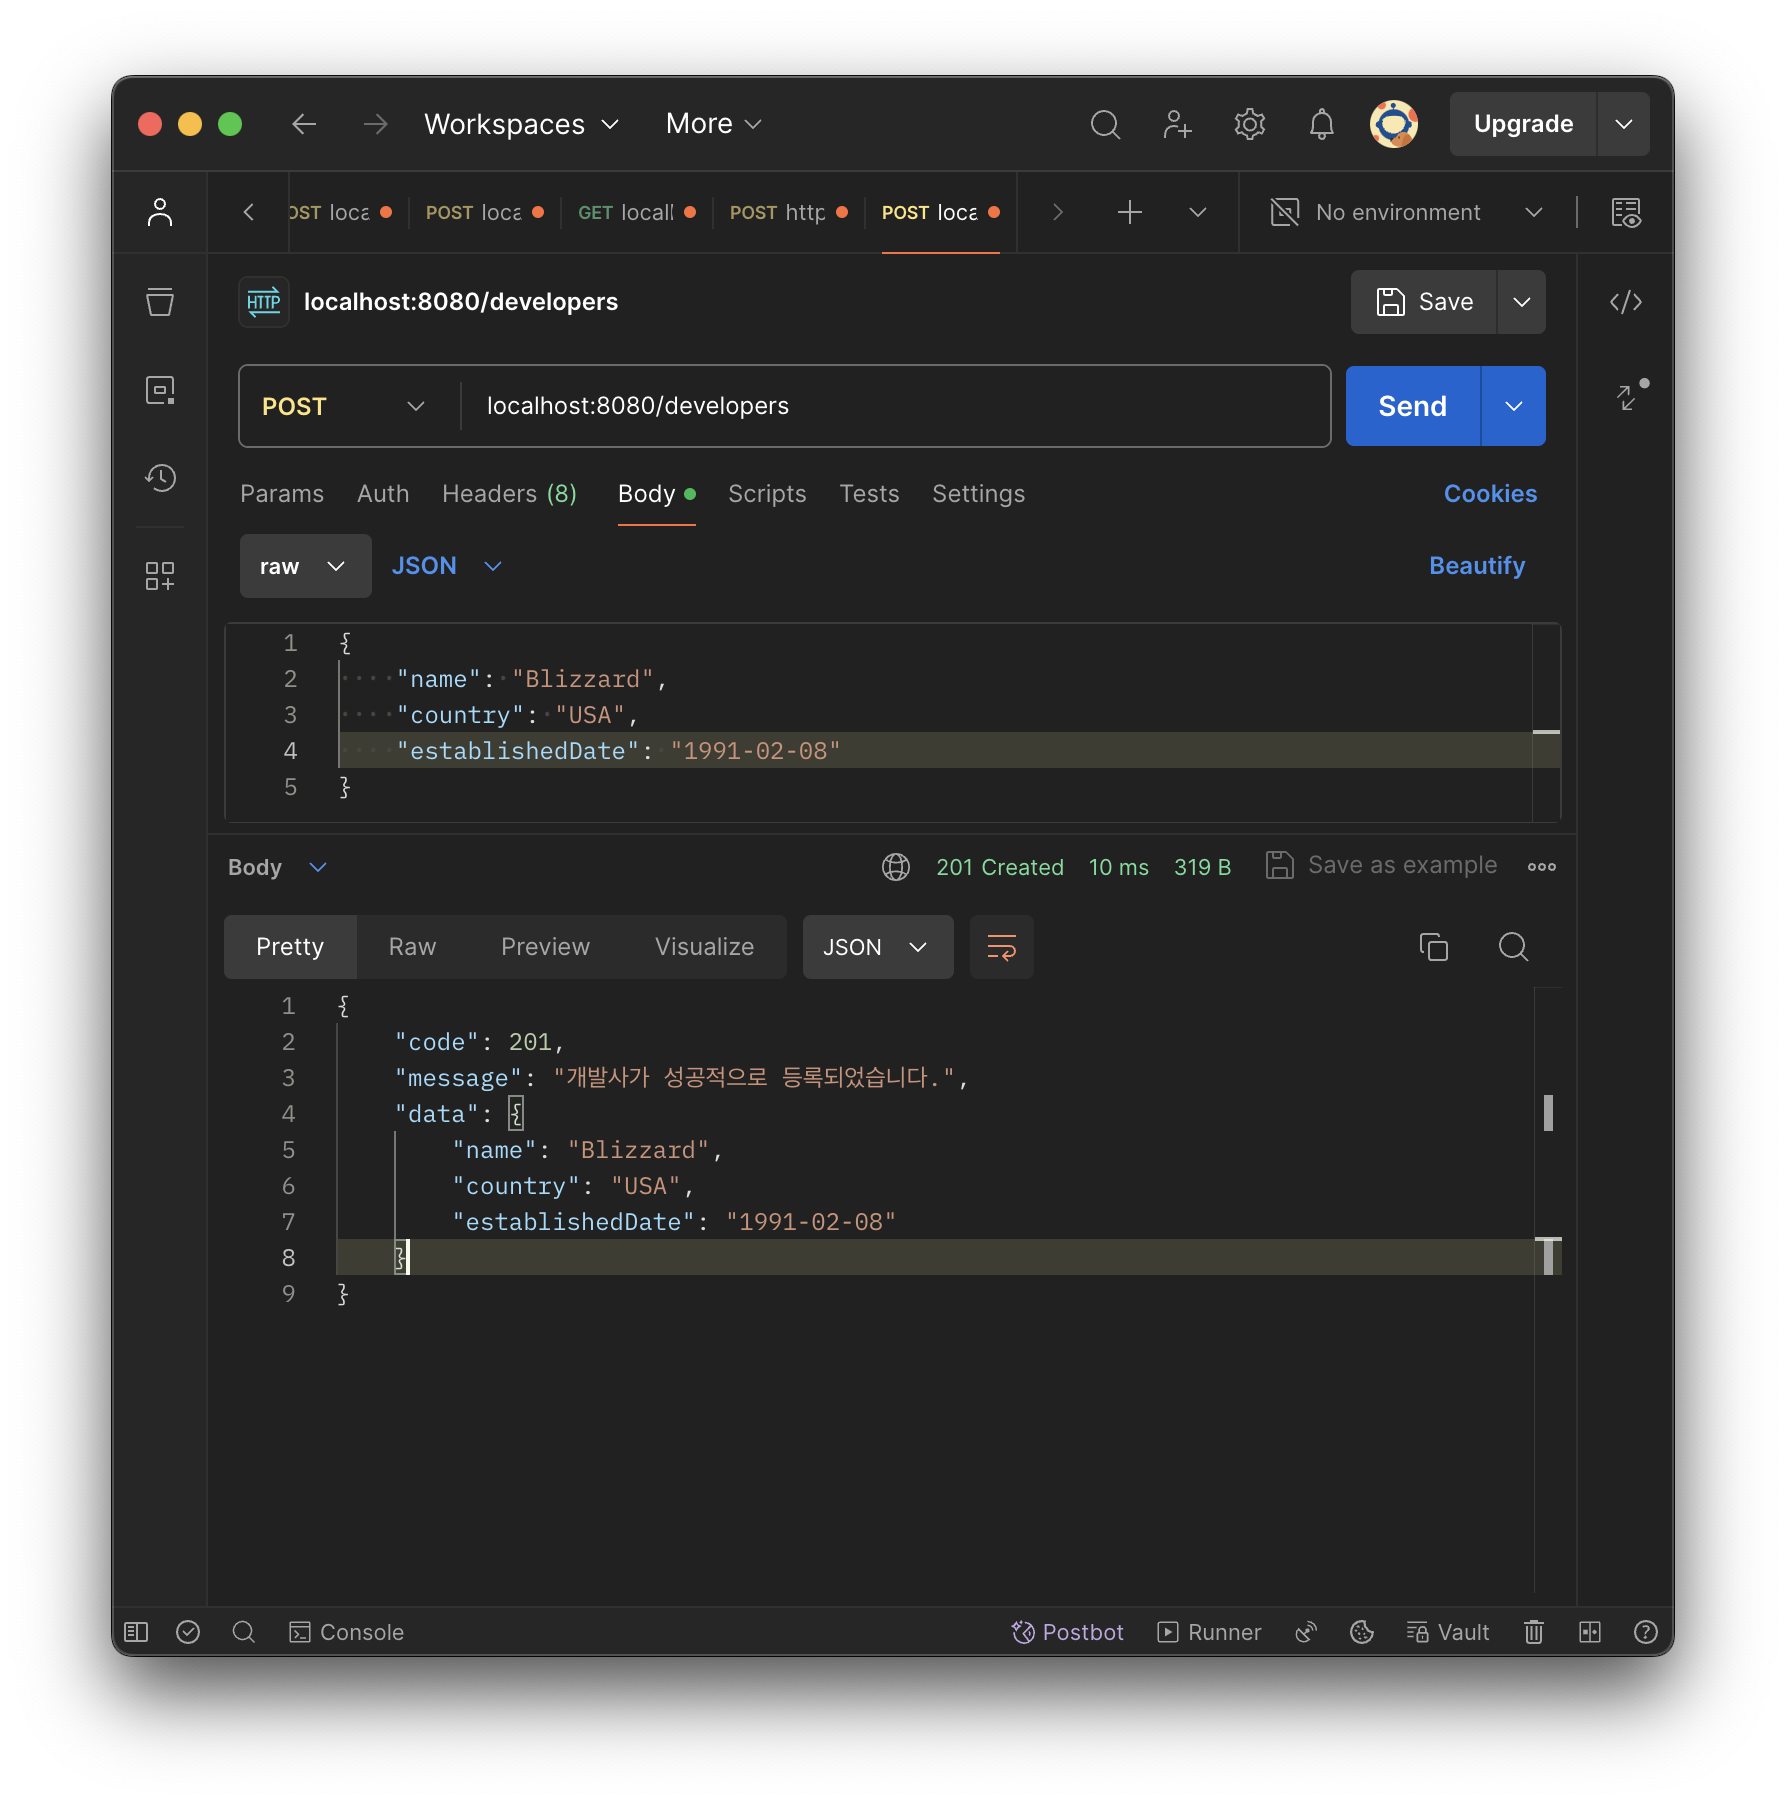 Workspaces
More
Upgrade
OST loca
POST loca
GET locall
POST http
POST loca
No environment
HTTP
localhost:8080/developers
Save
POST
localhost:8080/developers
Send
Params
Auth
Headers (8)
Body
Scripts
Tests
Settings
Cookies
raw
JSON
Beautify
1 {
2 "name": "Blizzard",
3 "country": "USA",
4 "establishedDate": "1991-02-08"
5 }
Body
201 Created
10 ms
319 B
Save as example
Pretty
Raw
Preview
Visualize
JSON
1 {
2 "code": 201,
3 "message": "개발사가 성공적으로 등록되었습니다.",
4 "data": {
5 "name": "Blizzard",
6 "country": "USA",
7 "establishedDate": "1991-02-08"
8 }
9 }
Console
Postbot
Runner
Vault